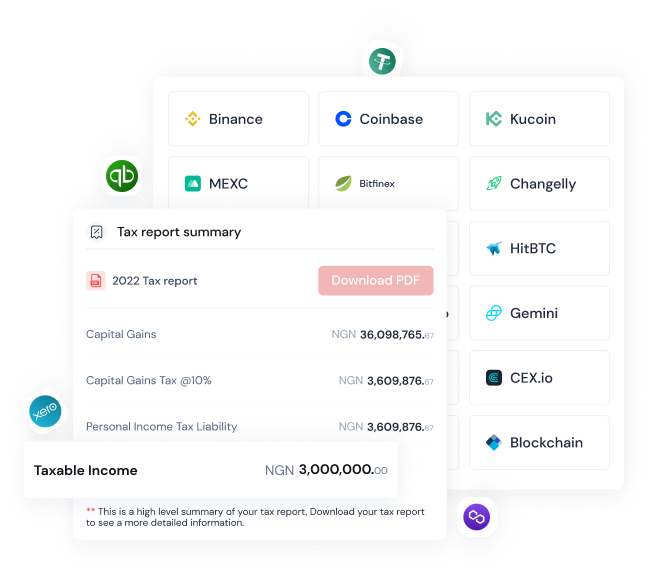 Binance
Coinbase
Kucoin
MEXC
Bitfinex
Changelly
HitBTC
Gemini
CEX.io
Blockchain
qb
xero
Tax report summary
2022 Tax report
Download PDF
Capital Gains
NGN 36,098,765.67
Capital Gains Tax @10%
NGN 3,609,876.67
Personal Income Tax Liability
NGN 3,609,876.67
Taxable Income
NGN 3,000,000.00
** This is a high level summary of your tax report, Download your tax report
to see a more detailed information.